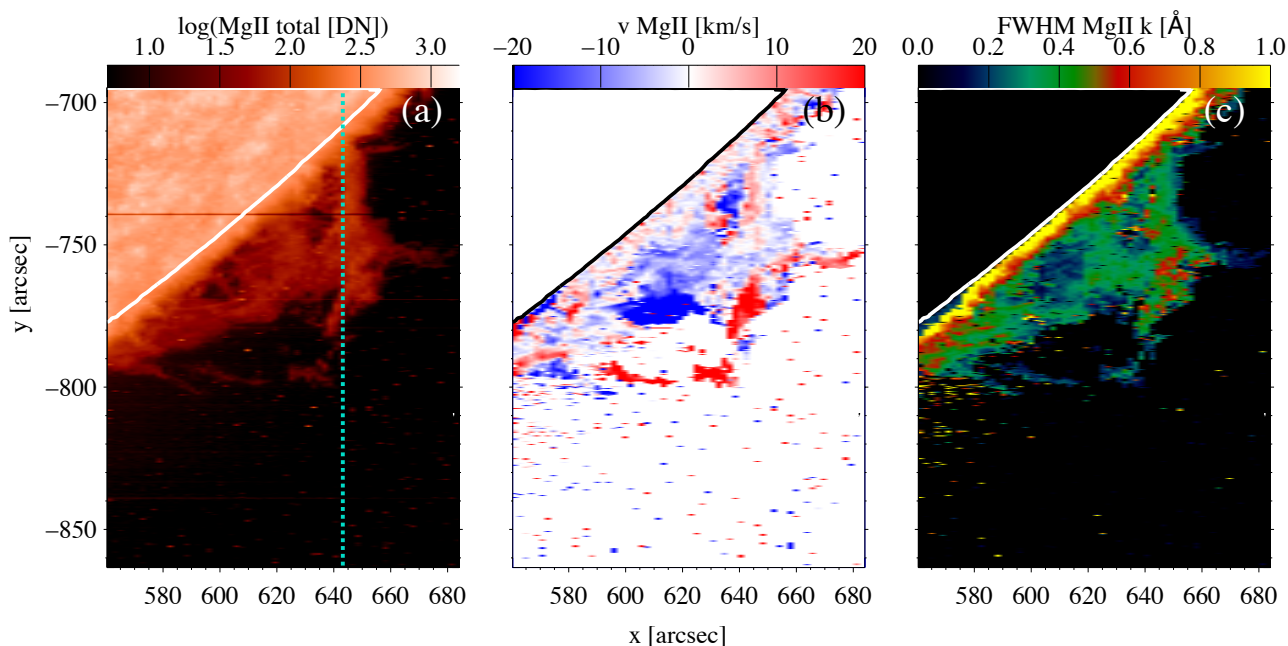 log(MgII total [DN])
1.0 1.5 2.0 2.5 3.0
v MgII [km/s]
−20 −10 0 10 20
FWHM MgII k [Å]
0.0 0.2 0.4 0.6 0.8 1.0
(a)
(b)
(c)
y [arcsec]
−700
−750
−800
−850
580 600 620 640 660 680
580 600 620 640 660 680
580 600 620 640 660 680
x [arcsec]